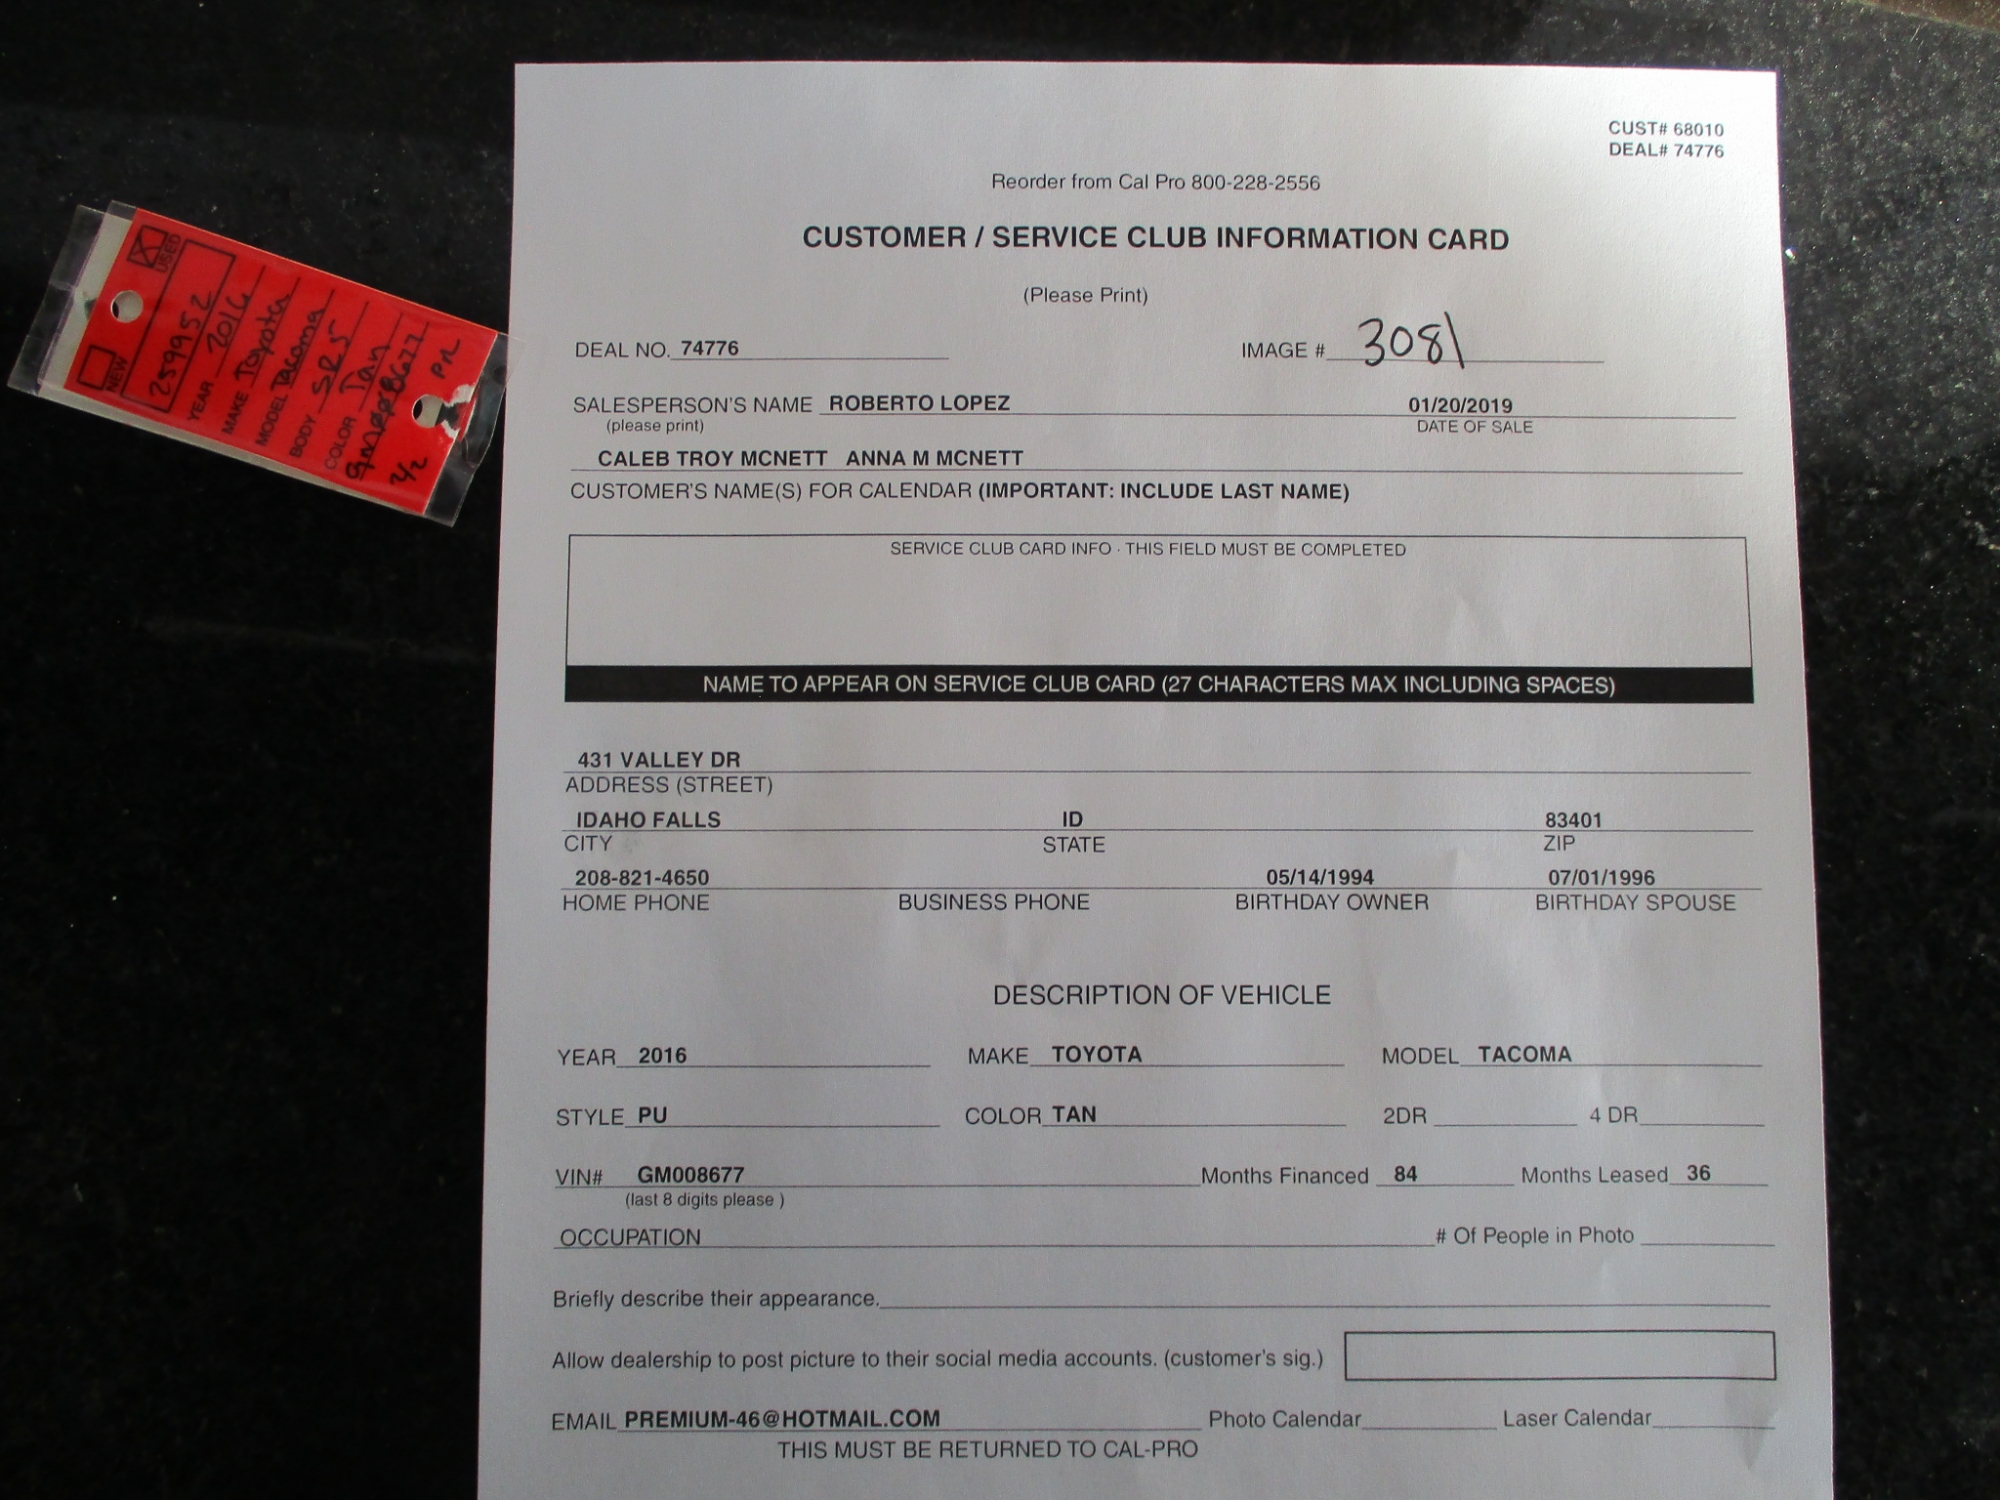 CUST# 68010
DEAL# 74776
Reorder from Cal Pro 800-228-2556
CUSTOMER / SERVICE CLUB INFORMATION CARD
(Please Print)
DEAL NO. 74776 IMAGE # 3081
SALESPERSON'S NAME ROBERTO LOPEZ 01/20/2019
(please print) DATE OF SALE
CALEB TROY MCNETT ANNA M MCNETT
CUSTOMER'S NAME(S) FOR CALENDAR (IMPORTANT: INCLUDE LAST NAME)
SERVICE CLUB CARD INFO · THIS FIELD MUST BE COMPLETED
NAME TO APPEAR ON SERVICE CLUB CARD (27 CHARACTERS MAX INCLUDING SPACES)
431 VALLEY DR
ADDRESS (STREET)
IDAHO FALLS ID 83401
CITY STATE ZIP
208-821-4650 05/14/1994 07/01/1996
HOME PHONE BUSINESS PHONE BIRTHDAY OWNER BIRTHDAY SPOUSE
DESCRIPTION OF VEHICLE
YEAR 2016 MAKE TOYOTA MODEL TACOMA
STYLE PU COLOR TAN 2DR 4 DR
VIN# GM008677 Months Financed 84 Months Leased 36
(last 8 digits please )
OCCUPATION # Of People in Photo
Briefly describe their appearance.
Allow dealership to post picture to their social media accounts. (customer's sig.)
EMAIL PREMIUM-46@HOTMAIL.COM Photo Calendar Laser Calendar
THIS MUST BE RETURNED TO CAL-PRO
NEW USED
2599952
YEAR 2016
MAKE Toyota
MODEL Tacoma
BODY SR5
COLOR Tan
2/2 PR